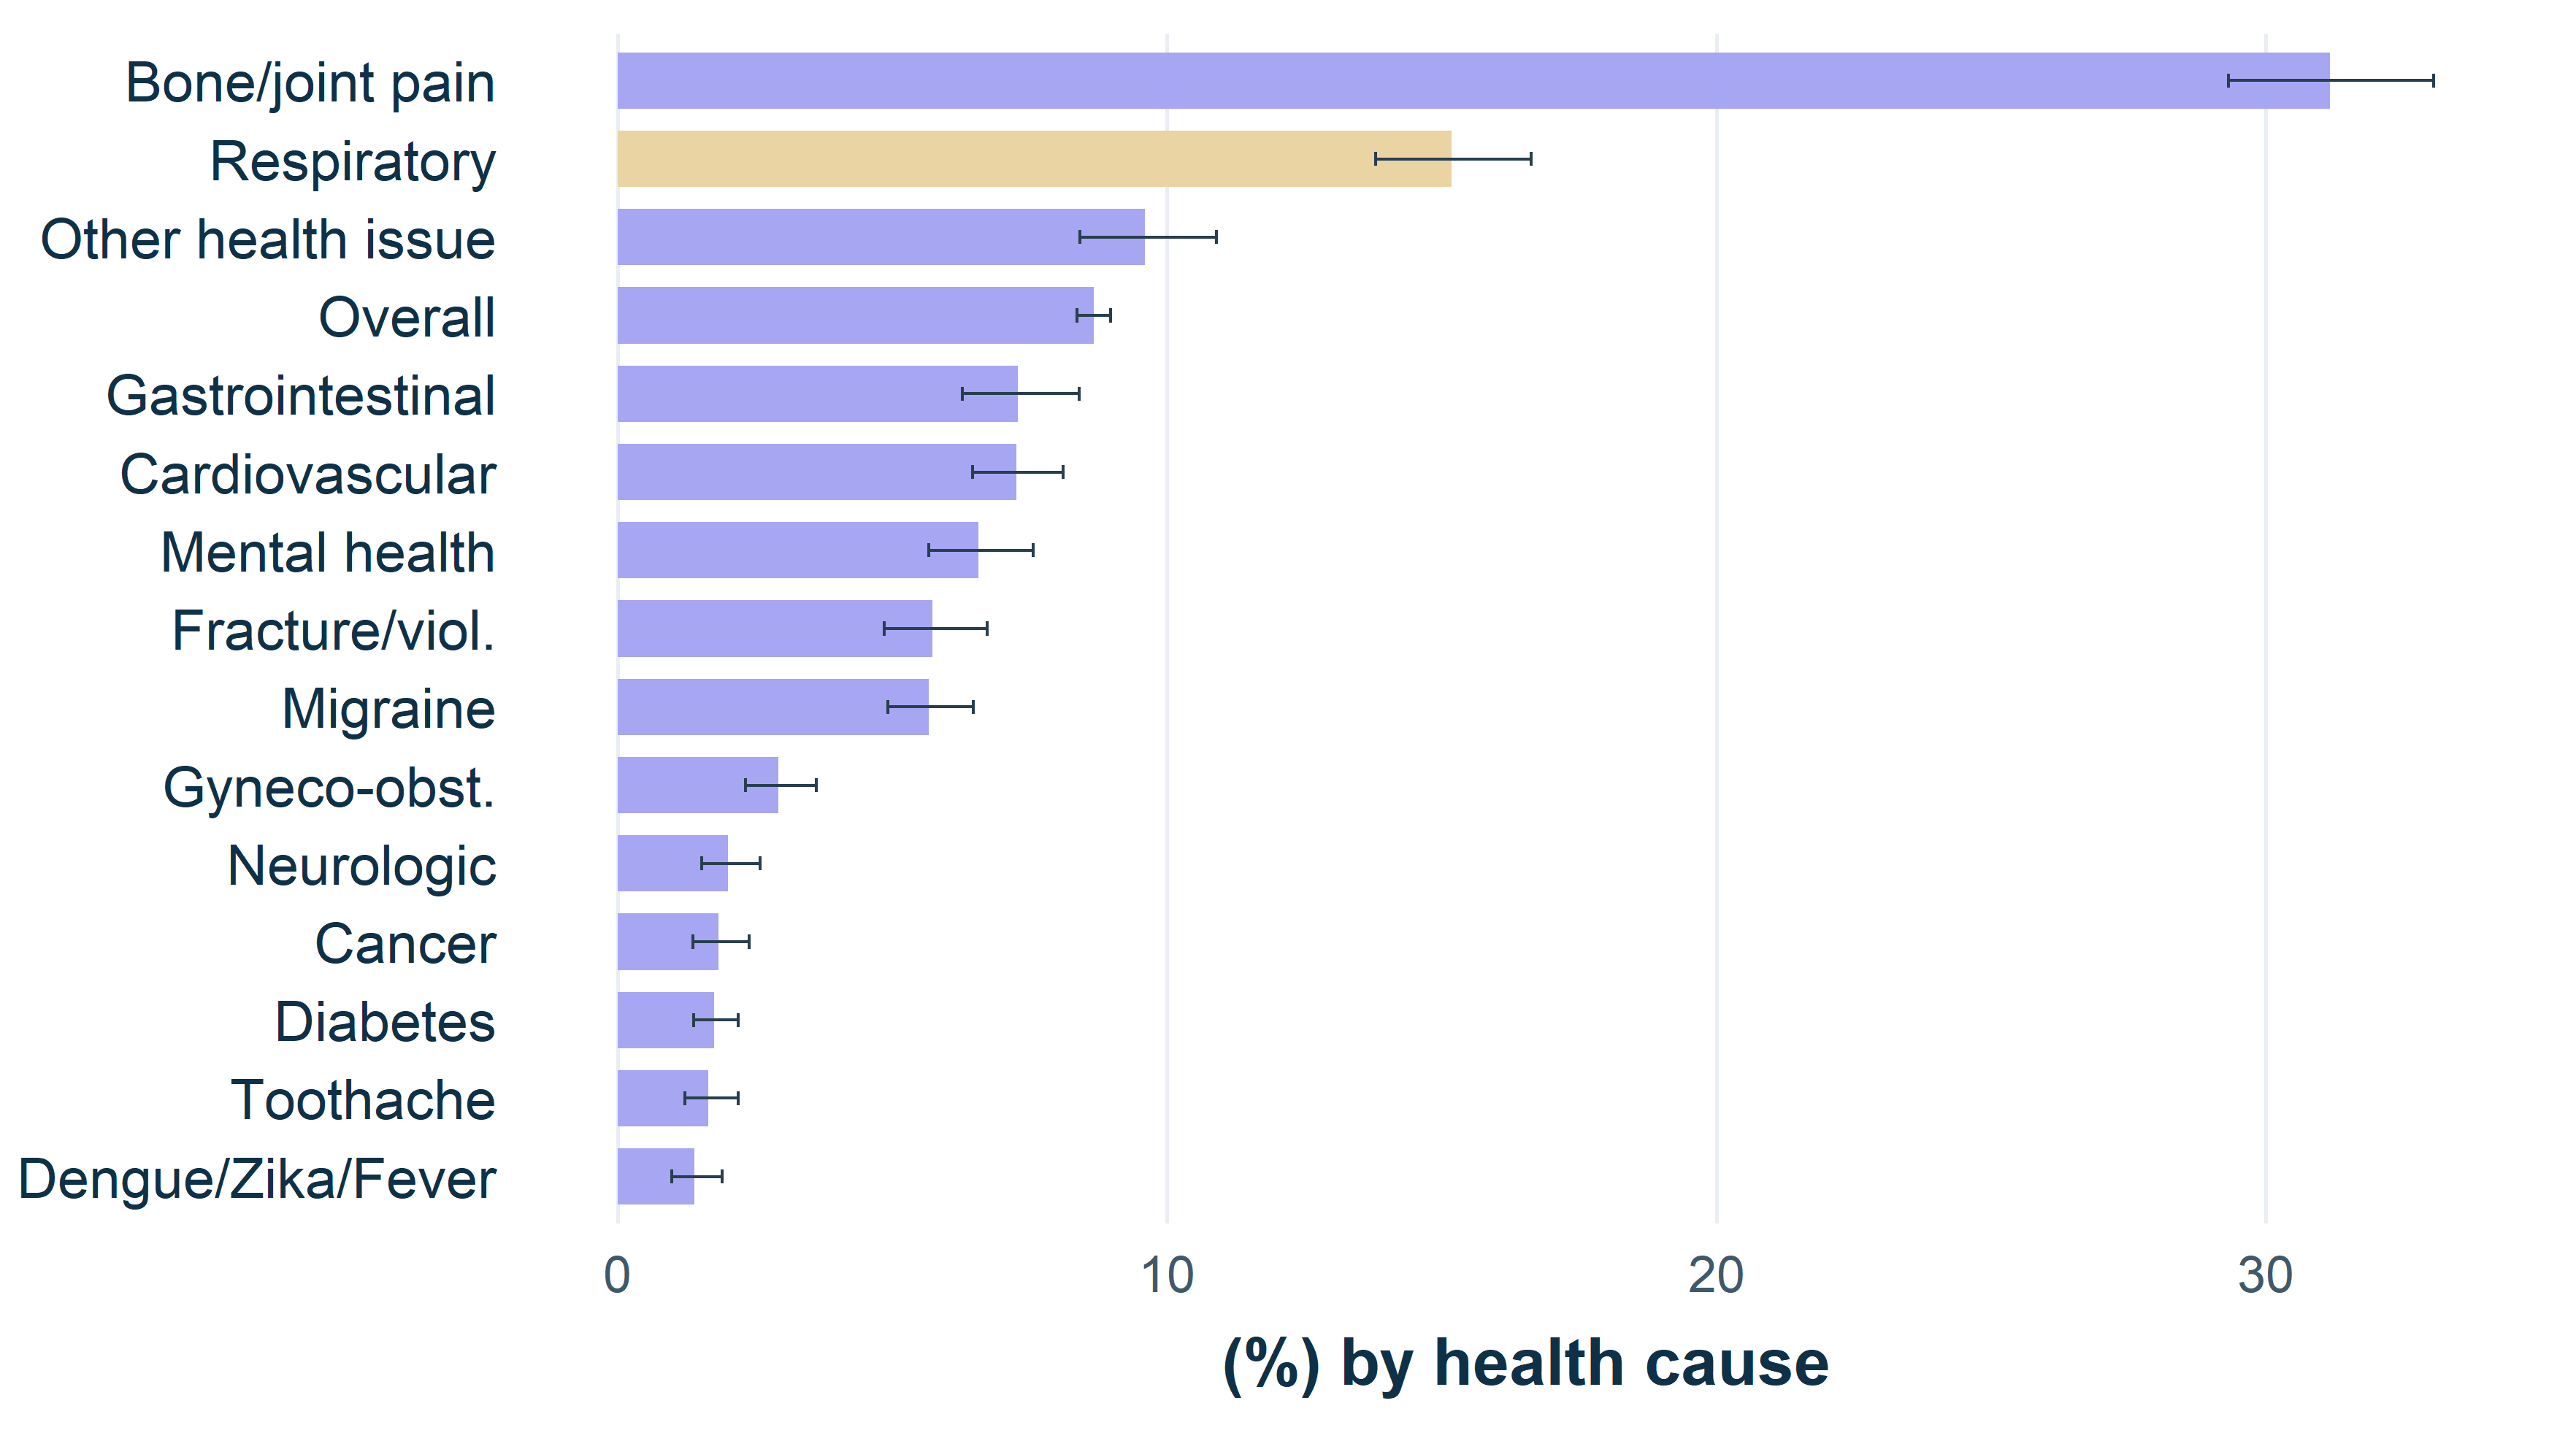 Bone/joint pain
Respiratory
Other health issue
Overall
Gastrointestinal
Cardiovascular
Mental health
Fracture/viol.
Migraine
Gyneco-obst.
Neurologic
Cancer
Diabetes
Toothache
Dengue/Zika/Fever
0 10 20 30
(%) by health cause